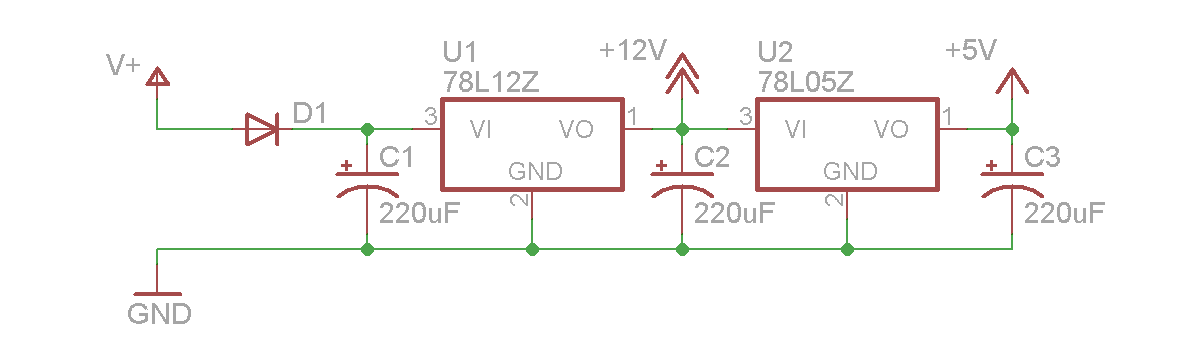 V+
D1
U1
78L12Z
3
VI
VO
1
GND
2
C1
+
220uF
+12V
C2
+
220uF
U2
78L05Z
3
VI
VO
1
GND
2
+5V
C3
+
220uF
GND